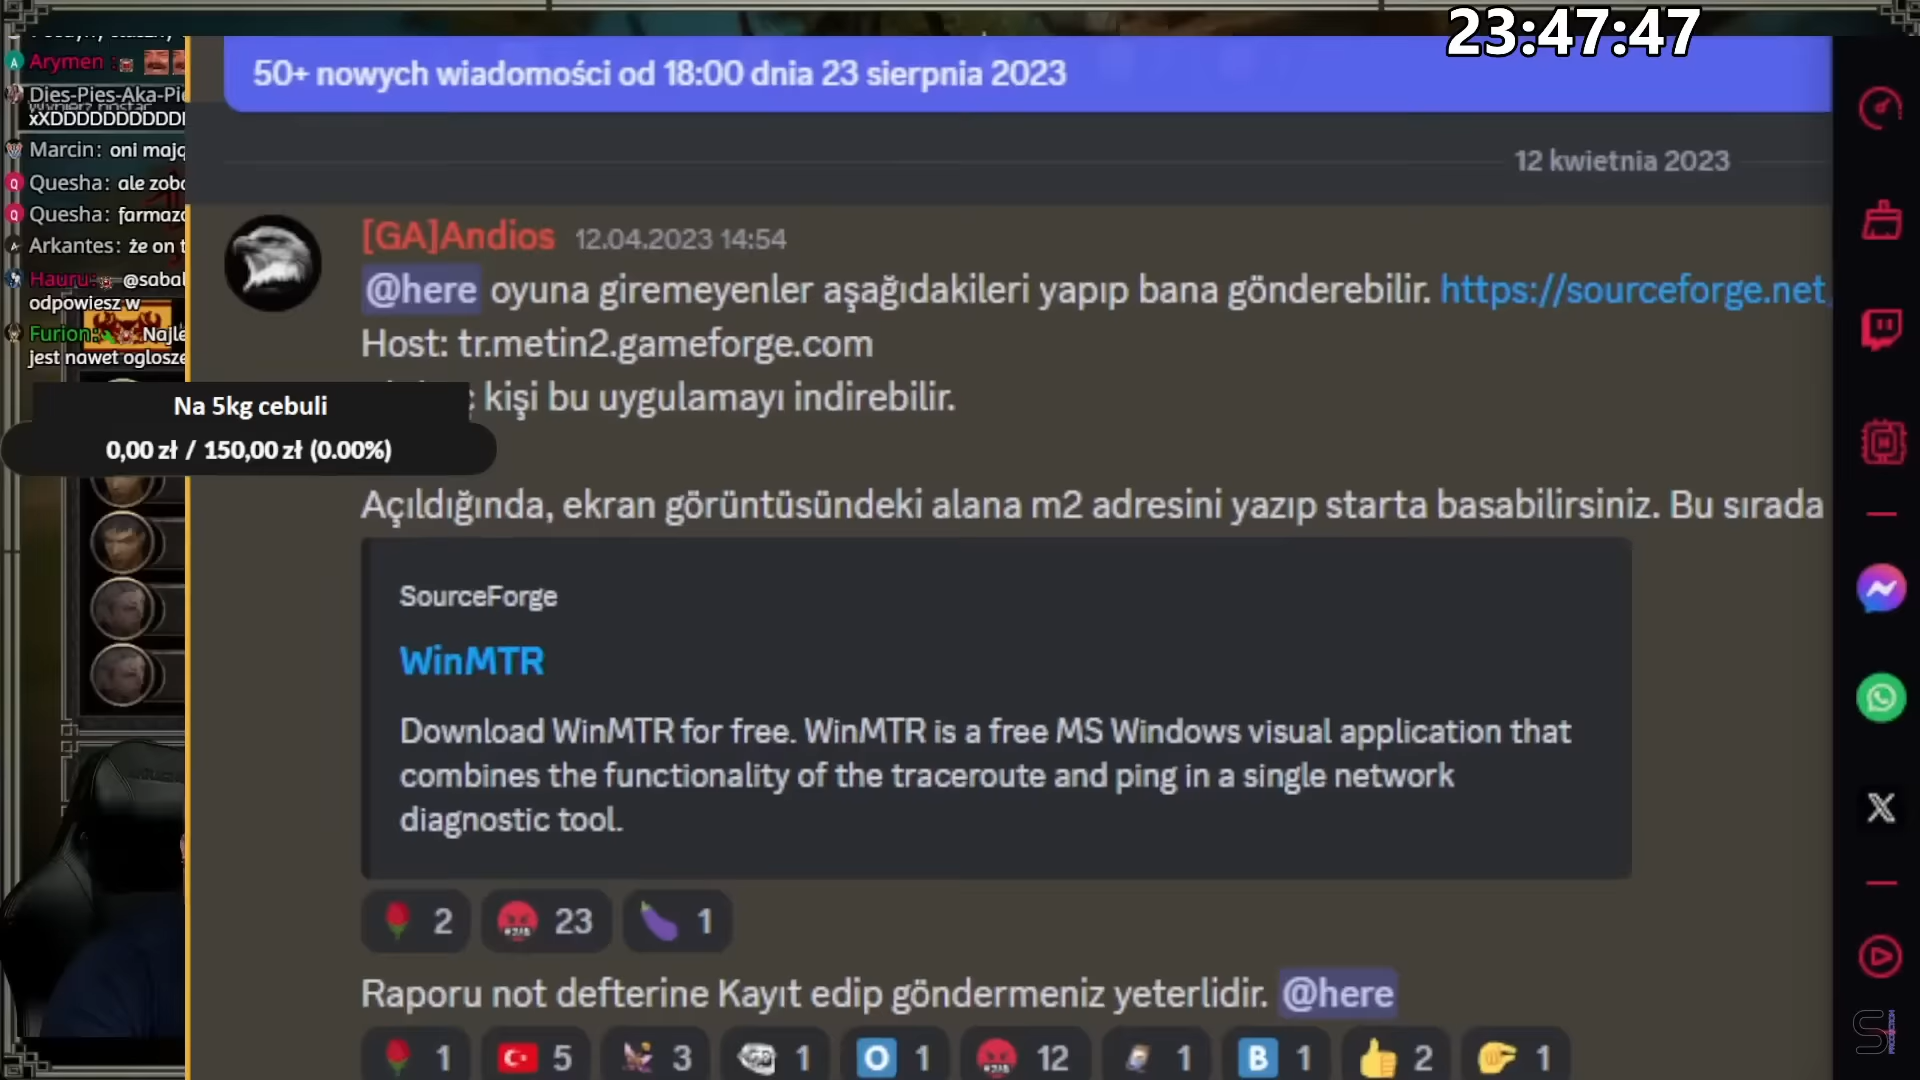 23:47:47
50+ nowych wiadomości od 18:00 dnia 23 sierpnia 2023
12 kwietnia 2023
Arymen :
Dies-Pies-Aka-Pie
xXDDDDDDDDDDI
Marcin: oni mają
Quesha: ale zoba
Quesha: farmazo
Arkantes: że on t
Hauru: @sabal
odpowiesz w
Furion: Najle
jest nawet oglosze
Na 5kg cebuli
0,00 zł / 150,00 zł (0.00%)
[GA]Andios 12.04.2023 14:54
@here oyuna giremeyenler aşağıdakileri yapıp bana gönderebilir. https://sourceforge.net
Host: tr.metin2.gameforge.com
kişi bu uygulamayı indirebilir.
Açıldığında, ekran görüntüsündeki alana m2 adresini yazıp starta basabilirsiniz. Bu sırada
SourceForge
WinMTR
Download WinMTR for free. WinMTR is a free MS Windows visual application that
combines the functionality of the traceroute and ping in a single network
diagnostic tool.
2 23 1
Raporu not defterine Kayıt edip göndermeniz yeterlidir. @here
1 5 3 1 O 1 12 1 B 1 2 1